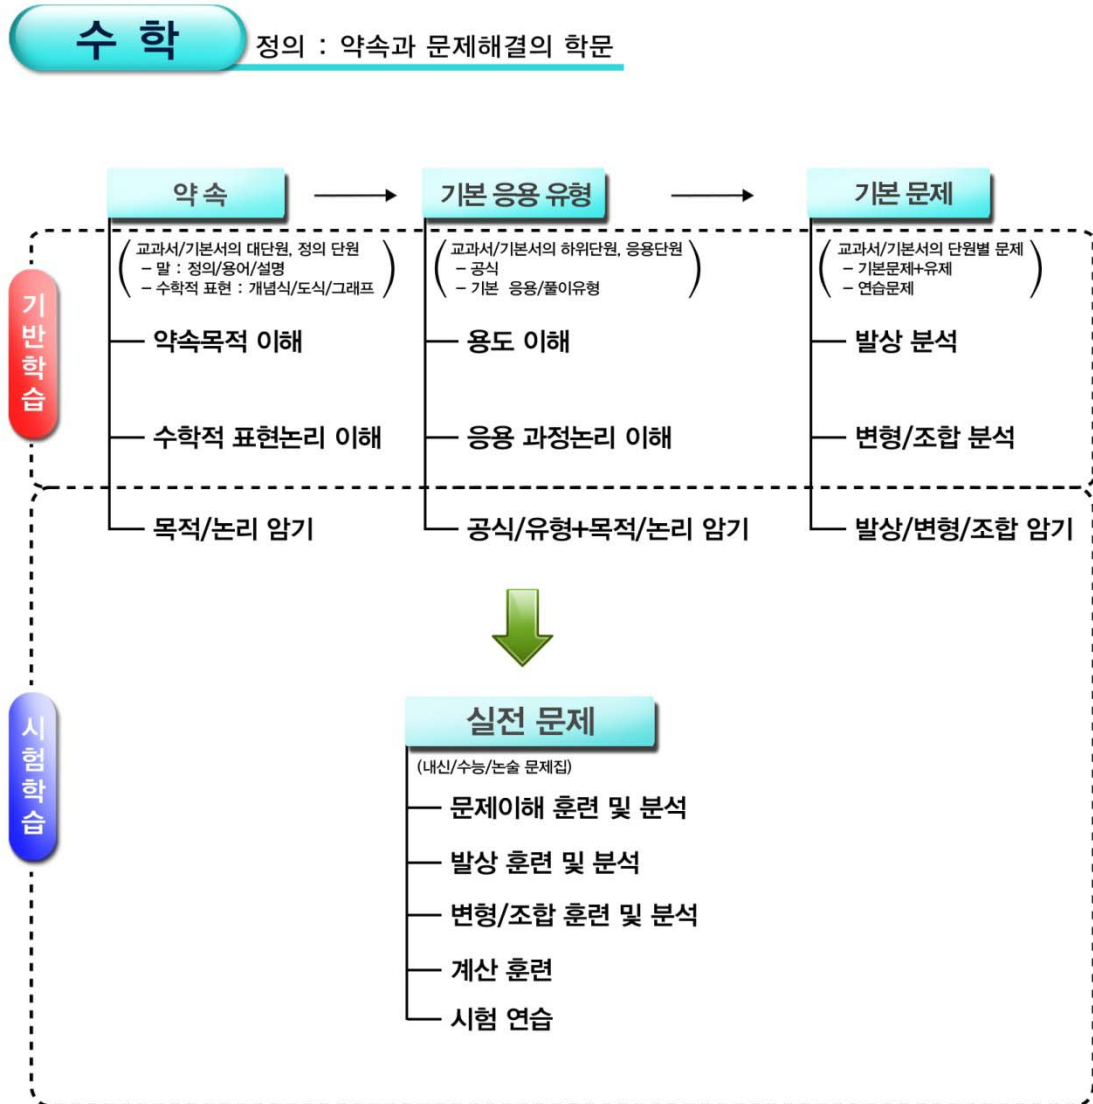 수 학
정의 : 약속과 문제해결의 학문
약 속
기본 응용 유형
기본 문제
교과서/기본서의 대단원, 정의 단원
– 말 : 정의/용어/설명
– 수학적 표현 : 개념식/도식/그래프
교과서/기본서의 하위단원, 응용단원
– 공식
– 기본 응용/풀이유형
교과서/기본서의 단원별 문제
– 기본문제+유제
– 연습문제
기반학습
약속목적 이해
용도 이해
발상 분석
수학적 표현논리 이해
응용 과정논리 이해
변형/조합 분석
목적/논리 암기
공식/유형+목적/논리 암기
발상/변형/조합 암기
시험학습
실전 문제
(내신/수능/논술 문제집)
문제이해 훈련 및 분석
발상 훈련 및 분석
변형/조합 훈련 및 분석
계산 훈련
시험 연습